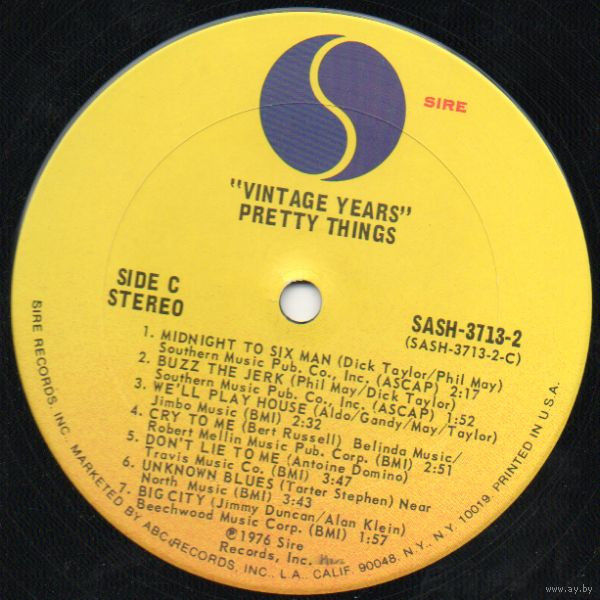 SIRE
"VINTAGE YEARS"
PRETTY THINGS
SIDE C
STEREO
SASH-3713-2
(SASH-3713-2-C)
1. MIDNIGHT TO SIX MAN (Dick Taylor/Phil May)
Southern Music Pub. Co., Inc. (ASCAP) 2:17
2. BUZZ THE JERK (Phil May/Dick Taylor)
Southern Music Pub. Co., Inc. (ASCAP) 1:52
3. WE'LL PLAY HOUSE (Aldo/Gandy/May/Taylor)
Jimbo Music (BMI) 2:32
4. CRY TO ME (Bert Russell) Belinda Music/
Robert Mellin Music Pub. Corp. (BMI) 2:51
5. DON'T LIE TO ME (Antoine Domino)
Travis Music Co. (BMI) 3:47
6. UNKNOWN BLUES (Tarter Stephen) Near
North Music (BMI) 3:43
7. BIG CITY (Jimmy Duncan/Alan Klein)
Beechwood Music Corp. (BMI) 1:57
℗1976 Sire
Records, Inc.
SIRE RECORDS, INC. MARKETED BY ABC RECORDS, INC., L.A., CALIF. 90048, N.Y., N.Y. 10019. PRINTED IN U.S.A.
www.ay.by